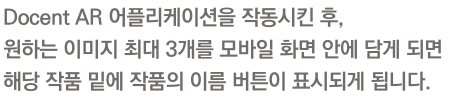 Docent AR 어플리케이션을 작동시킨 후,
원하는 이미지 최대 3개를 모바일 화면 안에 담게 되면
해당 작품 밑에 작품의 이름 버튼이 표시되게 됩니다.